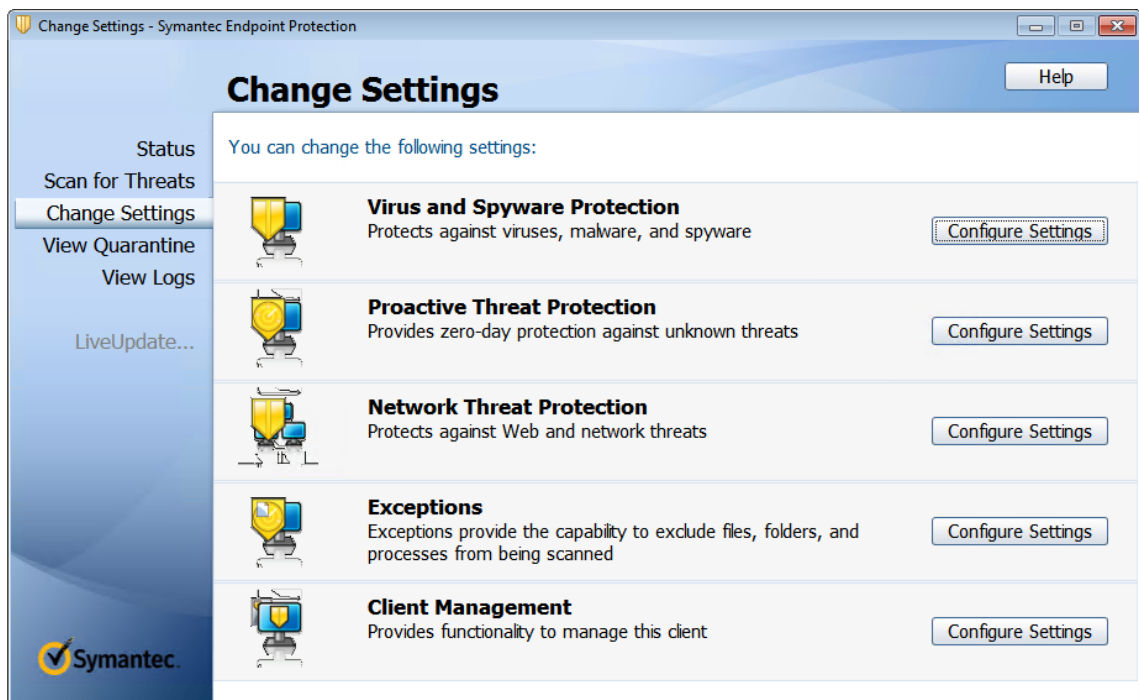 Change Settings - Symantec Endpoint Protection
Change Settings
Help
Status
Scan for Threats
Change Settings
View Quarantine
View Logs
LiveUpdate...
Symantec.
You can change the following settings:
Virus and Spyware Protection
Protects against viruses, malware, and spyware
Configure Settings
Proactive Threat Protection
Provides zero-day protection against unknown threats
Configure Settings
Network Threat Protection
Protects against Web and network threats
Configure Settings
Exceptions
Exceptions provide the capability to exclude files, folders, and
processes from being scanned
Configure Settings
Client Management
Provides functionality to manage this client
Configure Settings